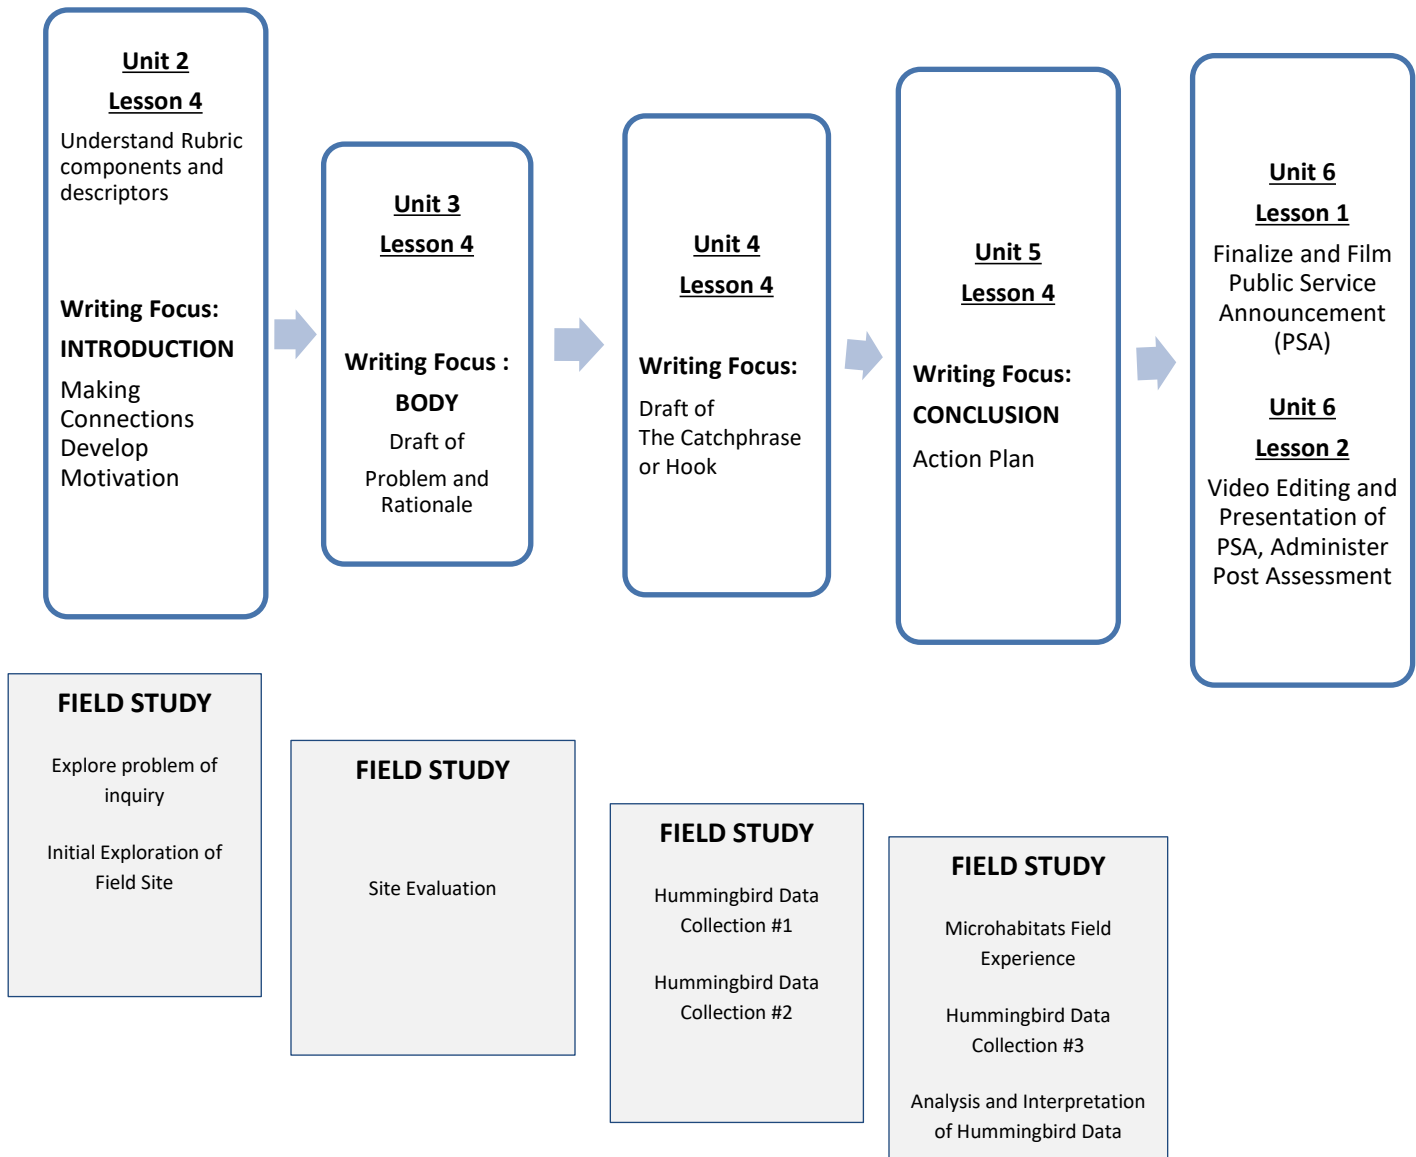 Unit 2
Lesson 4
Understand Rubric
components and
descriptors
Writing Focus:
INTRODUCTION
Making
Connections
Develop
Motivation
Unit 3
Lesson 4
Writing Focus :
BODY
Draft of
Problem and
Rationale
Unit 4
Lesson 4
Writing Focus:
Draft of
The Catchphrase
or Hook
Unit 5
Lesson 4
Writing Focus:
CONCLUSION
Action Plan
Unit 6
Lesson 1
Finalize and Film
Public Service
Announcement
(PSA)
Unit 6
Lesson 2
Video Editing and
Presentation of
PSA, Administer
Post Assessment
FIELD STUDY
Explore problem of
inquiry
Initial Exploration of
Field Site
FIELD STUDY
Site Evaluation
FIELD STUDY
Hummingbird Data
Collection #1
Hummingbird Data
Collection #2
FIELD STUDY
Microhabitats Field
Experience
Hummingbird Data
Collection #3
Analysis and Interpretation
of Hummingbird Data